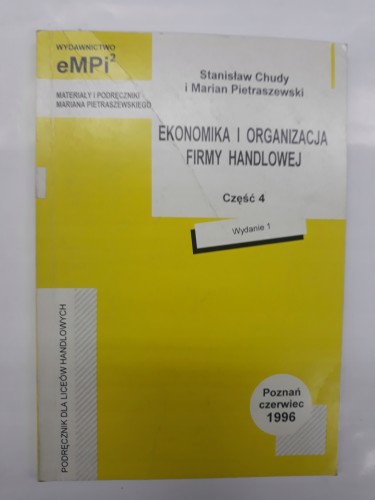 WYDAWNICTWO
eMPi²
MATERIAŁY I PODRĘCZNIKI
MARIANA PIETRASZEWSKIEGO
Stanisław Chudy
i Marian Pietraszewski
EKONOMIKA I ORGANIZACJA
FIRMY HANDLOWEJ
Część 4
Wydanie 1
PODRĘCZNIK DLA LICEÓW HANDLOWYCH
Poznań
czerwiec
1996